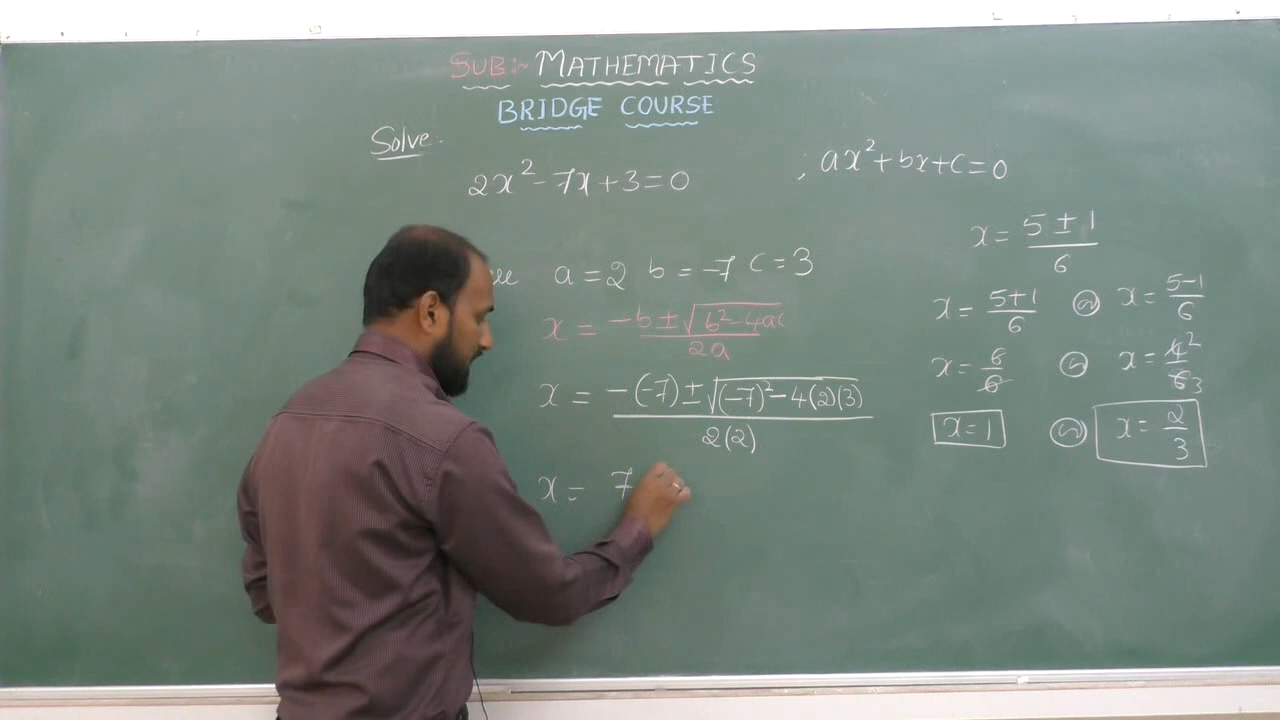 SUB:- MATHEMATICS
BRIDGE COURSE
Solve.
2x²-7x+3=0 ; ax²+bx+c=0
a=2 b=-7 c=3
x = -b±√b²-4ac / 2a
x = -(-7)±√(-7)²-4(2)(3) / 2(2)
x = 7
x = 5±1 / 6
x = 5+1 / 6 or x = 5-1 / 6
x = 6 / 6 or x = 4 2 / 6 3
x=1 or x = 2 / 3